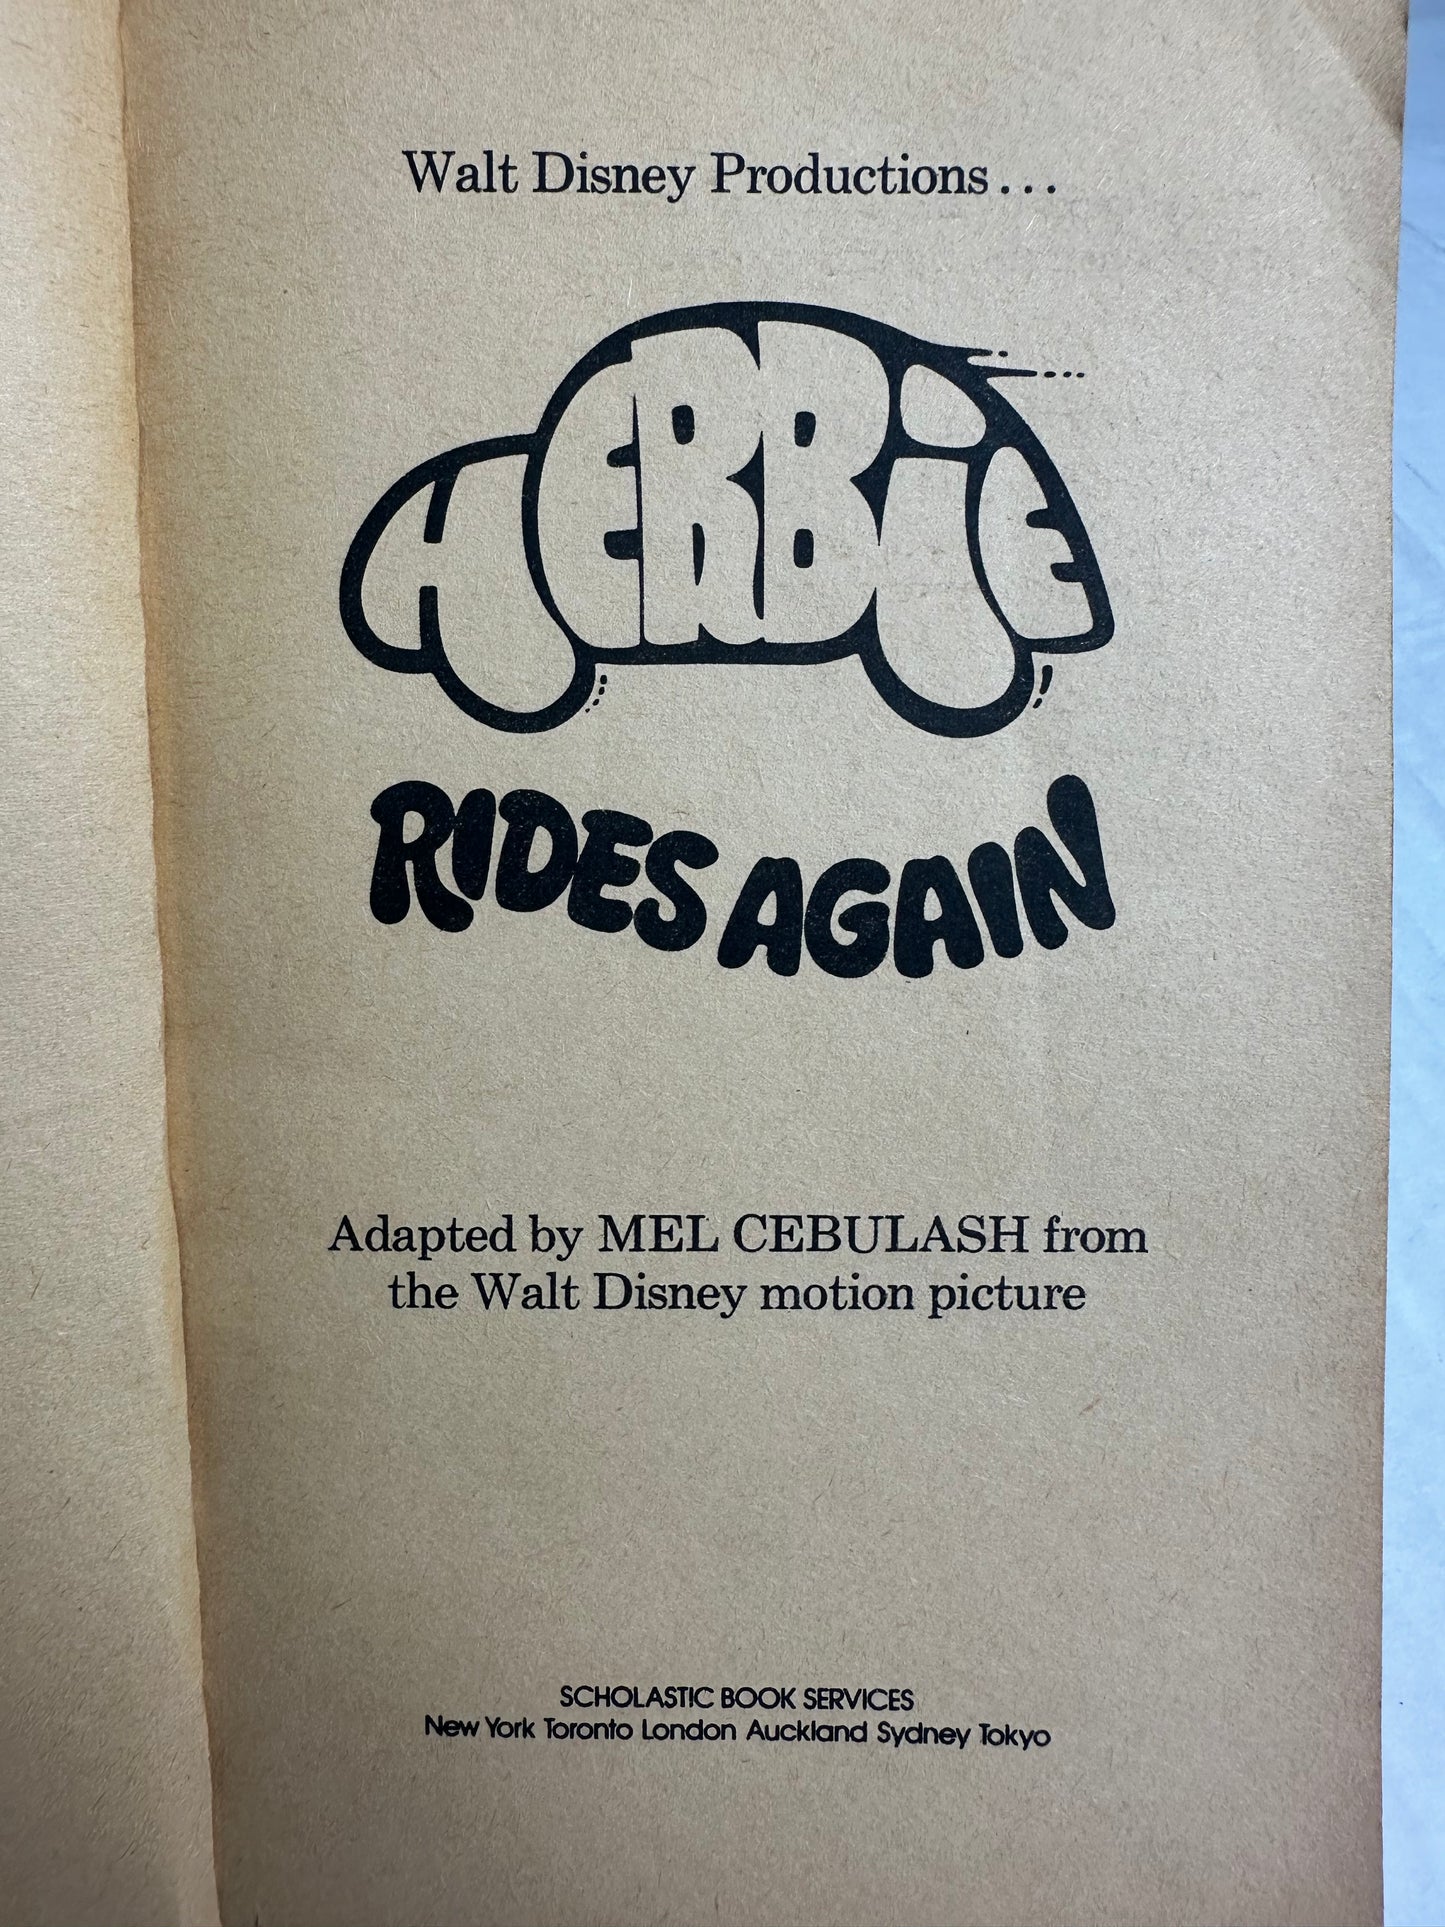 Walt Disney Productions...
HERBIE
RIDES AGAIN
Adapted by MEL CEBULASH from
the Walt Disney motion picture
SCHOLASTIC BOOK SERVICES
New York Toronto London Auckland Sydney Tokyo